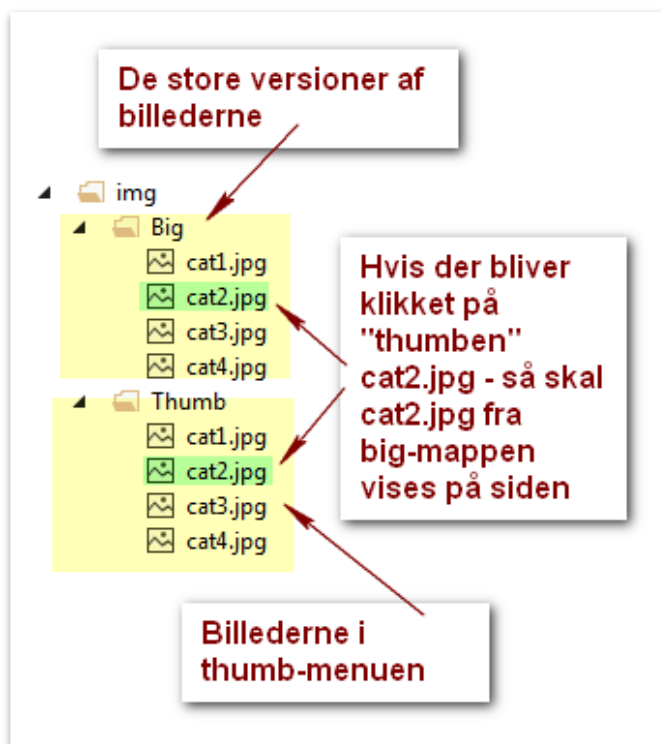 De store versioner af
billederne
img
Big
cat1.jpg
cat2.jpg
cat3.jpg
cat4.jpg
Hvis der bliver
klikket på
"thumben"
cat2.jpg - så skal
cat2.jpg fra
big-mappen
vises på siden
Thumb
cat1.jpg
cat2.jpg
cat3.jpg
cat4.jpg
Billederne i
thumb-menuen